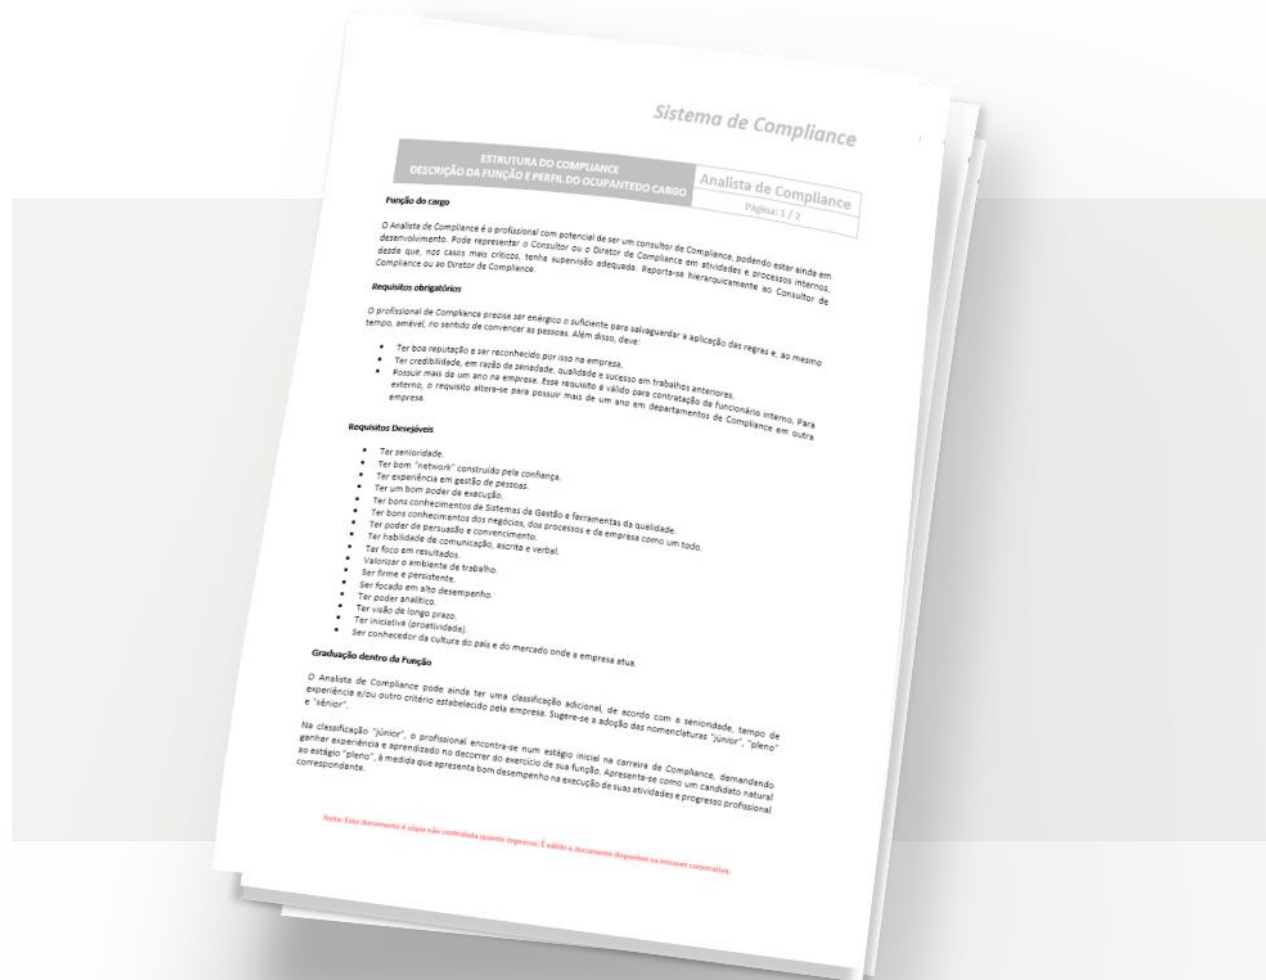 Sistema de Compliance
ESTRUTURA DO COMPLIANCE
DESCRIÇÃO DA FUNÇÃO E PERFIL DO OCUPANTEDO CARGO
Analista de Compliance
Página: 1 / 2
Função do cargo
O Analista de Compliance é o profissional com potencial de ser um consultor de Compliance, podendo estar ainda em
desenvolvimento. Pode representar o Consultor ou o Diretor de Compliance em atividades e processos internos,
desde que, nos casos mais críticos, tenha supervisão adequada. Reporta-se hierarquicamente ao Consultor de
Compliance ou ao Diretor de Compliance.
Requisitos obrigatórios
O profissional de Compliance precisa ser enérgico o suficiente para salvaguardar a aplicação das regras e, ao mesmo
tempo, amável, no sentido de convencer as pessoas. Além disso, deve:
• Ter boa reputação e ser reconhecido por isso na empresa.
• Ter credibilidade, em razão da seriedade, qualidade e sucesso em trabalhos anteriores.
• Possuir mais de um ano na empresa. Esse requisito é válido para contratação de funcionário interno. Para
externo, o requisito altera-se para possuir mais de um ano em departamentos de Compliance em outra
empresa.
Requisitos Desejáveis
• Ter senioridade.
• Ter bom "network" construído pela confiança.
• Ter experiência em gestão de pessoas.
• Ter um bom poder de execução.
• Ter bons conhecimentos de Sistemas de Gestão e ferramentas da qualidade.
• Ter bons conhecimentos dos negócios, dos processos e da empresa como um todo.
• Ter poder de persuasão e convencimento.
• Ter habilidade de comunicação, escrita e verbal.
• Ter foco em resultados.
• Valorizar o ambiente de trabalho.
• Ser firme e persistente.
• Ser focado em alto desempenho.
• Ter poder analítico.
• Ter visão de longo prazo.
• Ter iniciativa (proatividade).
• Ser conhecedor da cultura do país e do mercado onde a empresa atua.
Graduação dentro da Função
O Analista de Compliance pode ainda ter uma classificação adicional, de acordo com a senioridade, tempo de
experiência e/ou outro critério estabelecido pela empresa. Sugere-se a adoção das nomenclaturas "júnior", "pleno"
e "sênior".
Na classificação "júnior", o profissional encontra-se num estágio inicial na carreira de Compliance, demandando
ganhar experiência e aprendizado no decorrer do exercício de sua função. Apresenta-se como um candidato natural
ao estágio "pleno", à medida que apresenta bom desempenho na execução de suas atividades e progresso profissional
correspondente.
Nota: Este documento é cópia não controlada quando impresso. É válido o documento disponível na intranet corporativa.